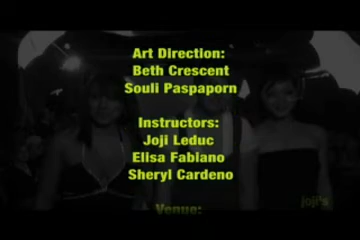 Art Direction:
Beth Crescent
Souli Paspaporn
Instructors:
Joji Leduc
Elisa Fabiano
Sheryl Cardeno
Venue:
joji's